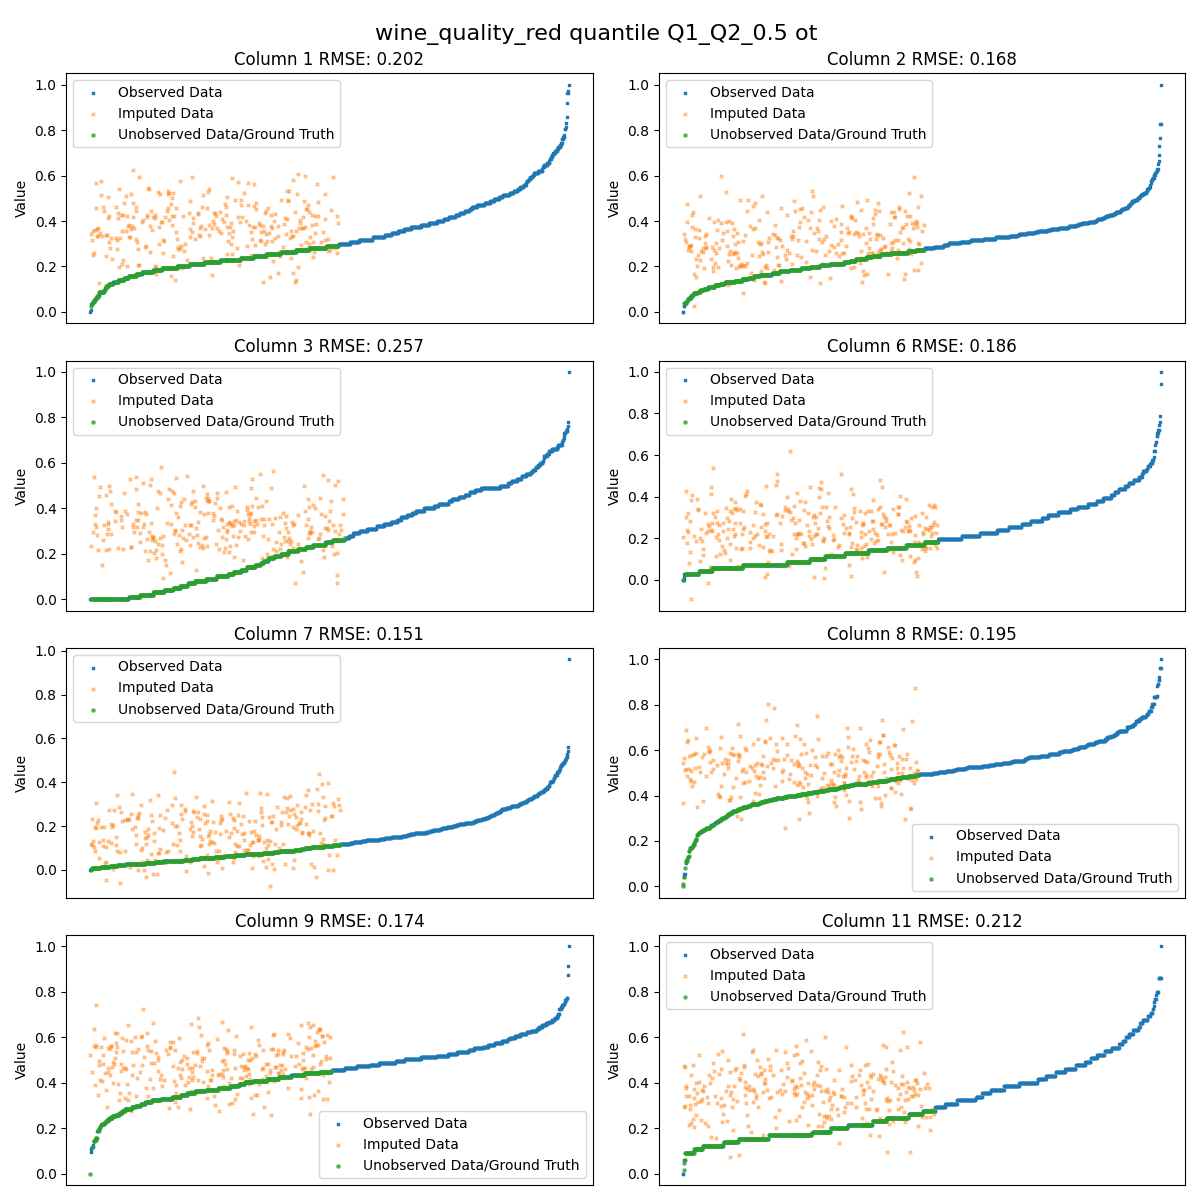 wine_quality_red quantile Q1_Q2_0.5 ot
Column 1 RMSE: 0.202
Value
1.0
0.8
0.6
0.4
0.2
0.0
Observed Data
Imputed Data
Unobserved Data/Ground Truth
Column 2 RMSE: 0.168
Value
1.0
0.8
0.6
0.4
0.2
0.0
Observed Data
Imputed Data
Unobserved Data/Ground Truth
Column 3 RMSE: 0.257
Value
1.0
0.8
0.6
0.4
0.2
0.0
Observed Data
Imputed Data
Unobserved Data/Ground Truth
Column 6 RMSE: 0.186
Value
1.0
0.8
0.6
0.4
0.2
0.0
Observed Data
Imputed Data
Unobserved Data/Ground Truth
Column 7 RMSE: 0.151
Value
1.0
0.8
0.6
0.4
0.2
0.0
Observed Data
Imputed Data
Unobserved Data/Ground Truth
Column 8 RMSE: 0.195
Value
1.0
0.8
0.6
0.4
0.2
0.0
Observed Data
Imputed Data
Unobserved Data/Ground Truth
Column 9 RMSE: 0.174
Value
1.0
0.8
0.6
0.4
0.2
0.0
Observed Data
Imputed Data
Unobserved Data/Ground Truth
Column 11 RMSE: 0.212
Value
1.0
0.8
0.6
0.4
0.2
0.0
Observed Data
Imputed Data
Unobserved Data/Ground Truth